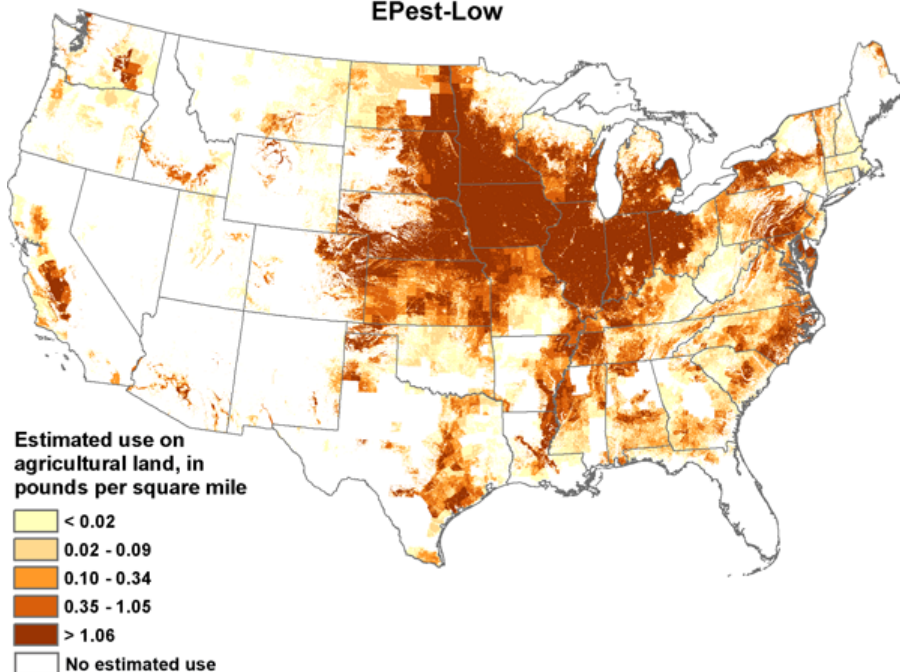 EPest-Low
Estimated use on
agricultural land, in
pounds per square mile
< 0.02
0.02 - 0.09
0.10 - 0.34
0.35 - 1.05
> 1.06
No estimated use